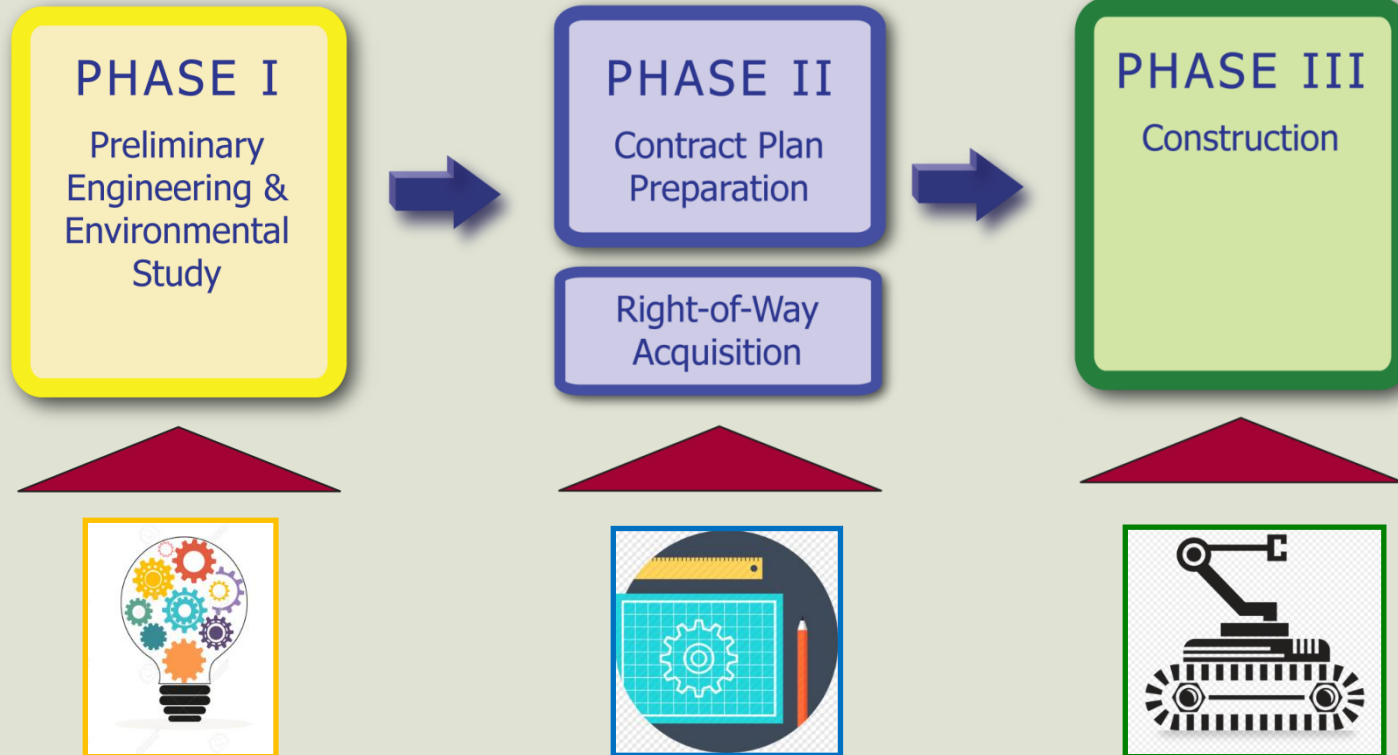 PHASE I
Preliminary
Engineering &
Environmental
Study
PHASE II
Contract Plan
Preparation
Right-of-Way
Acquisition
PHASE III
Construction